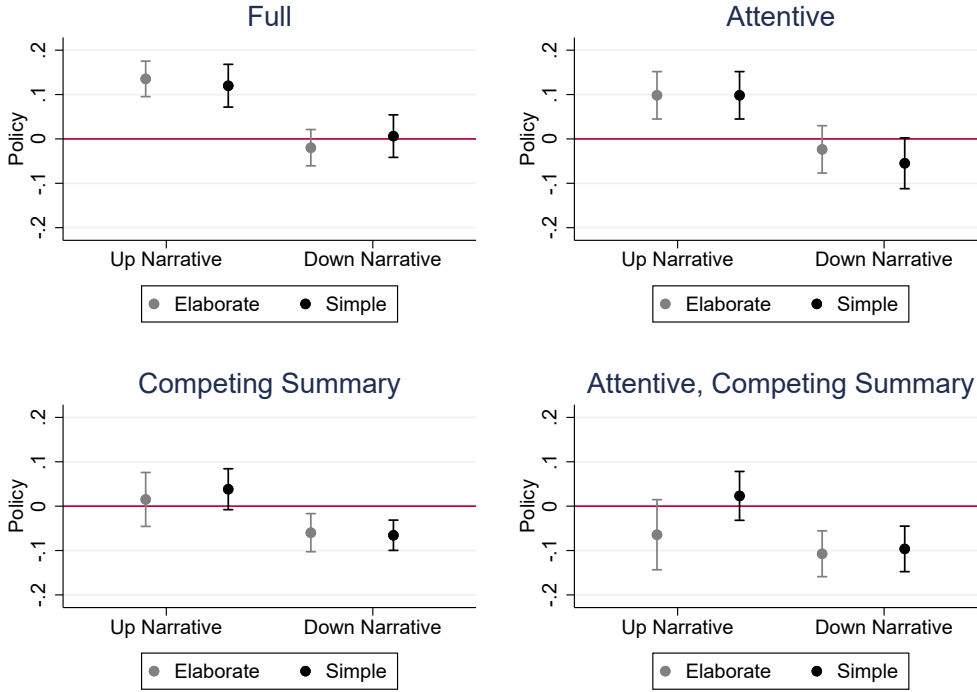 Full
Policy
.2
.1
0
-.1
-.2
Up Narrative Down Narrative
Elaborate Simple
Attentive
Policy
.2
.1
0
-.1
-.2
Up Narrative Down Narrative
Elaborate Simple
Competing Summary
Policy
.2
.1
0
-.1
-.2
Up Narrative Down Narrative
Elaborate Simple
Attentive, Competing Summary
Policy
.2
.1
0
-.1
-.2
Up Narrative Down Narrative
Elaborate Simple